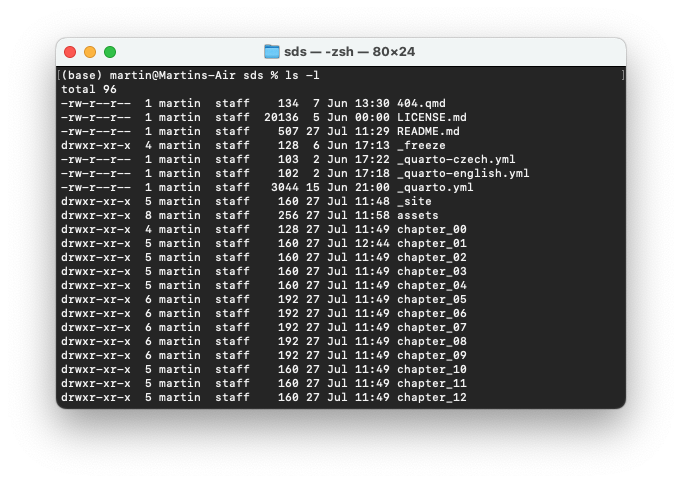 sds — -zsh — 80×24
(base) martin@Martins-Air sds % ls -l
total 96
-rw-r--r--  1 martin  staff    134  7 Jun 13:30 404.qmd
-rw-r--r--  1 martin  staff  20136  5 Jun 00:00 LICENSE.md
-rw-r--r--  1 martin  staff    507 27 Jul 11:29 README.md
drwxr-xr-x  4 martin  staff    128  6 Jun 17:13 _freeze
-rw-r--r--  1 martin  staff    103  2 Jun 17:22 _quarto-czech.yml
-rw-r--r--  1 martin  staff    102  2 Jun 17:18 _quarto-english.yml
-rw-r--r--  1 martin  staff   3044 15 Jun 21:00 _quarto.yml
drwxr-xr-x  5 martin  staff    160 27 Jul 11:48 _site
drwxr-xr-x  8 martin  staff    256 27 Jul 11:58 assets
drwxr-xr-x  4 martin  staff    128 27 Jul 11:49 chapter_00
drwxr-xr-x  5 martin  staff    160 27 Jul 12:44 chapter_01
drwxr-xr-x  5 martin  staff    160 27 Jul 11:49 chapter_02
drwxr-xr-x  5 martin  staff    160 27 Jul 11:49 chapter_03
drwxr-xr-x  5 martin  staff    160 27 Jul 11:49 chapter_04
drwxr-xr-x  6 martin  staff    192 27 Jul 11:49 chapter_05
drwxr-xr-x  6 martin  staff    192 27 Jul 11:49 chapter_06
drwxr-xr-x  6 martin  staff    192 27 Jul 11:49 chapter_07
drwxr-xr-x  6 martin  staff    192 27 Jul 11:49 chapter_08
drwxr-xr-x  6 martin  staff    192 27 Jul 11:49 chapter_09
drwxr-xr-x  5 martin  staff    160 27 Jul 11:49 chapter_10
drwxr-xr-x  5 martin  staff    160 27 Jul 11:49 chapter_11
drwxr-xr-x  5 martin  staff    160 27 Jul 11:49 chapter_12